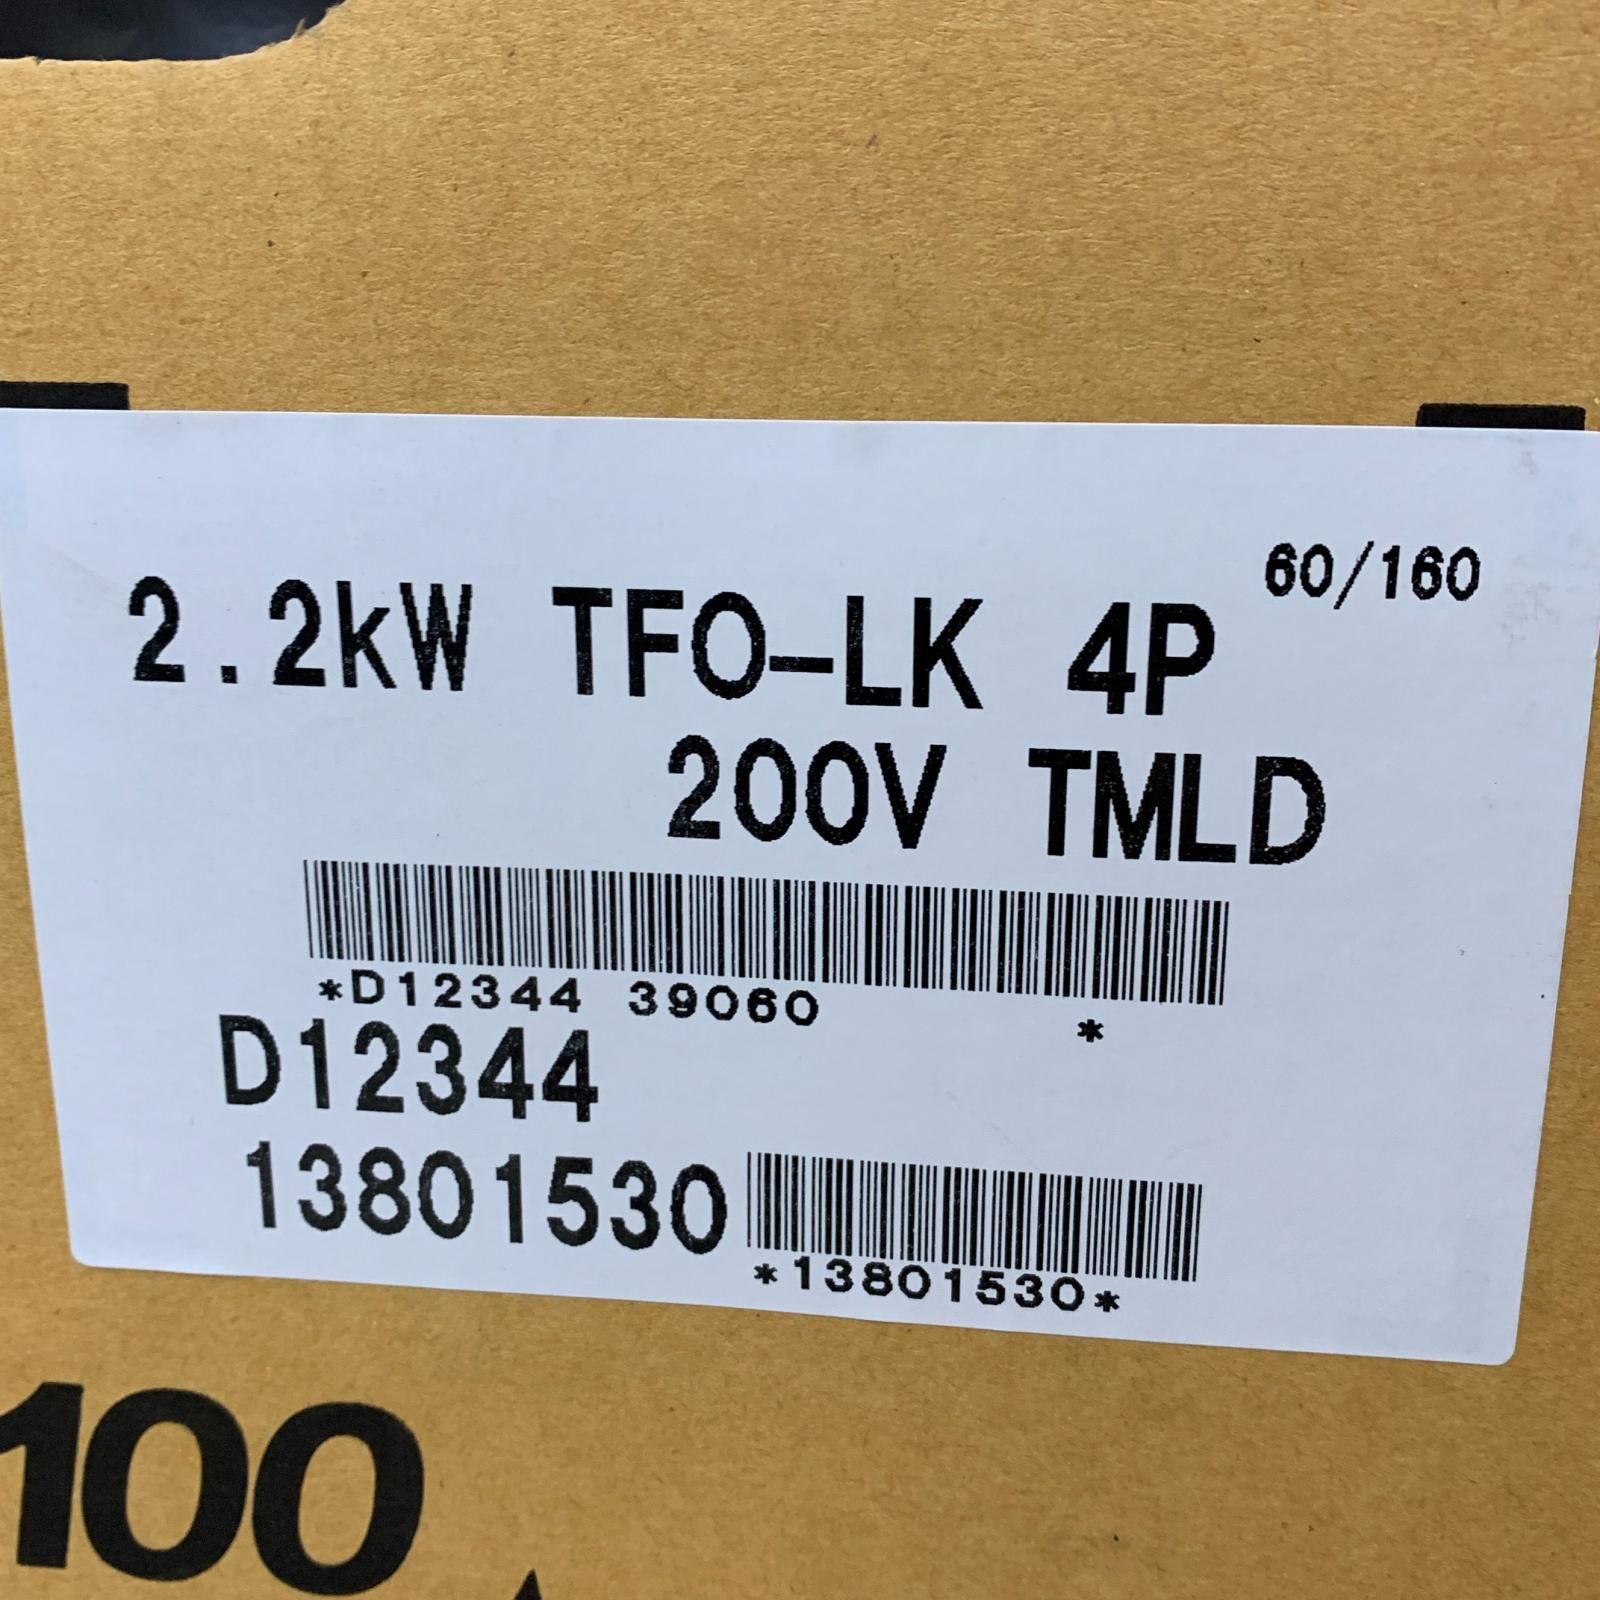 60/160
2.2kW TFO-LK 4P
200V TMLD
*D12344 39060 *
D12344
13801530
*13801530*
100